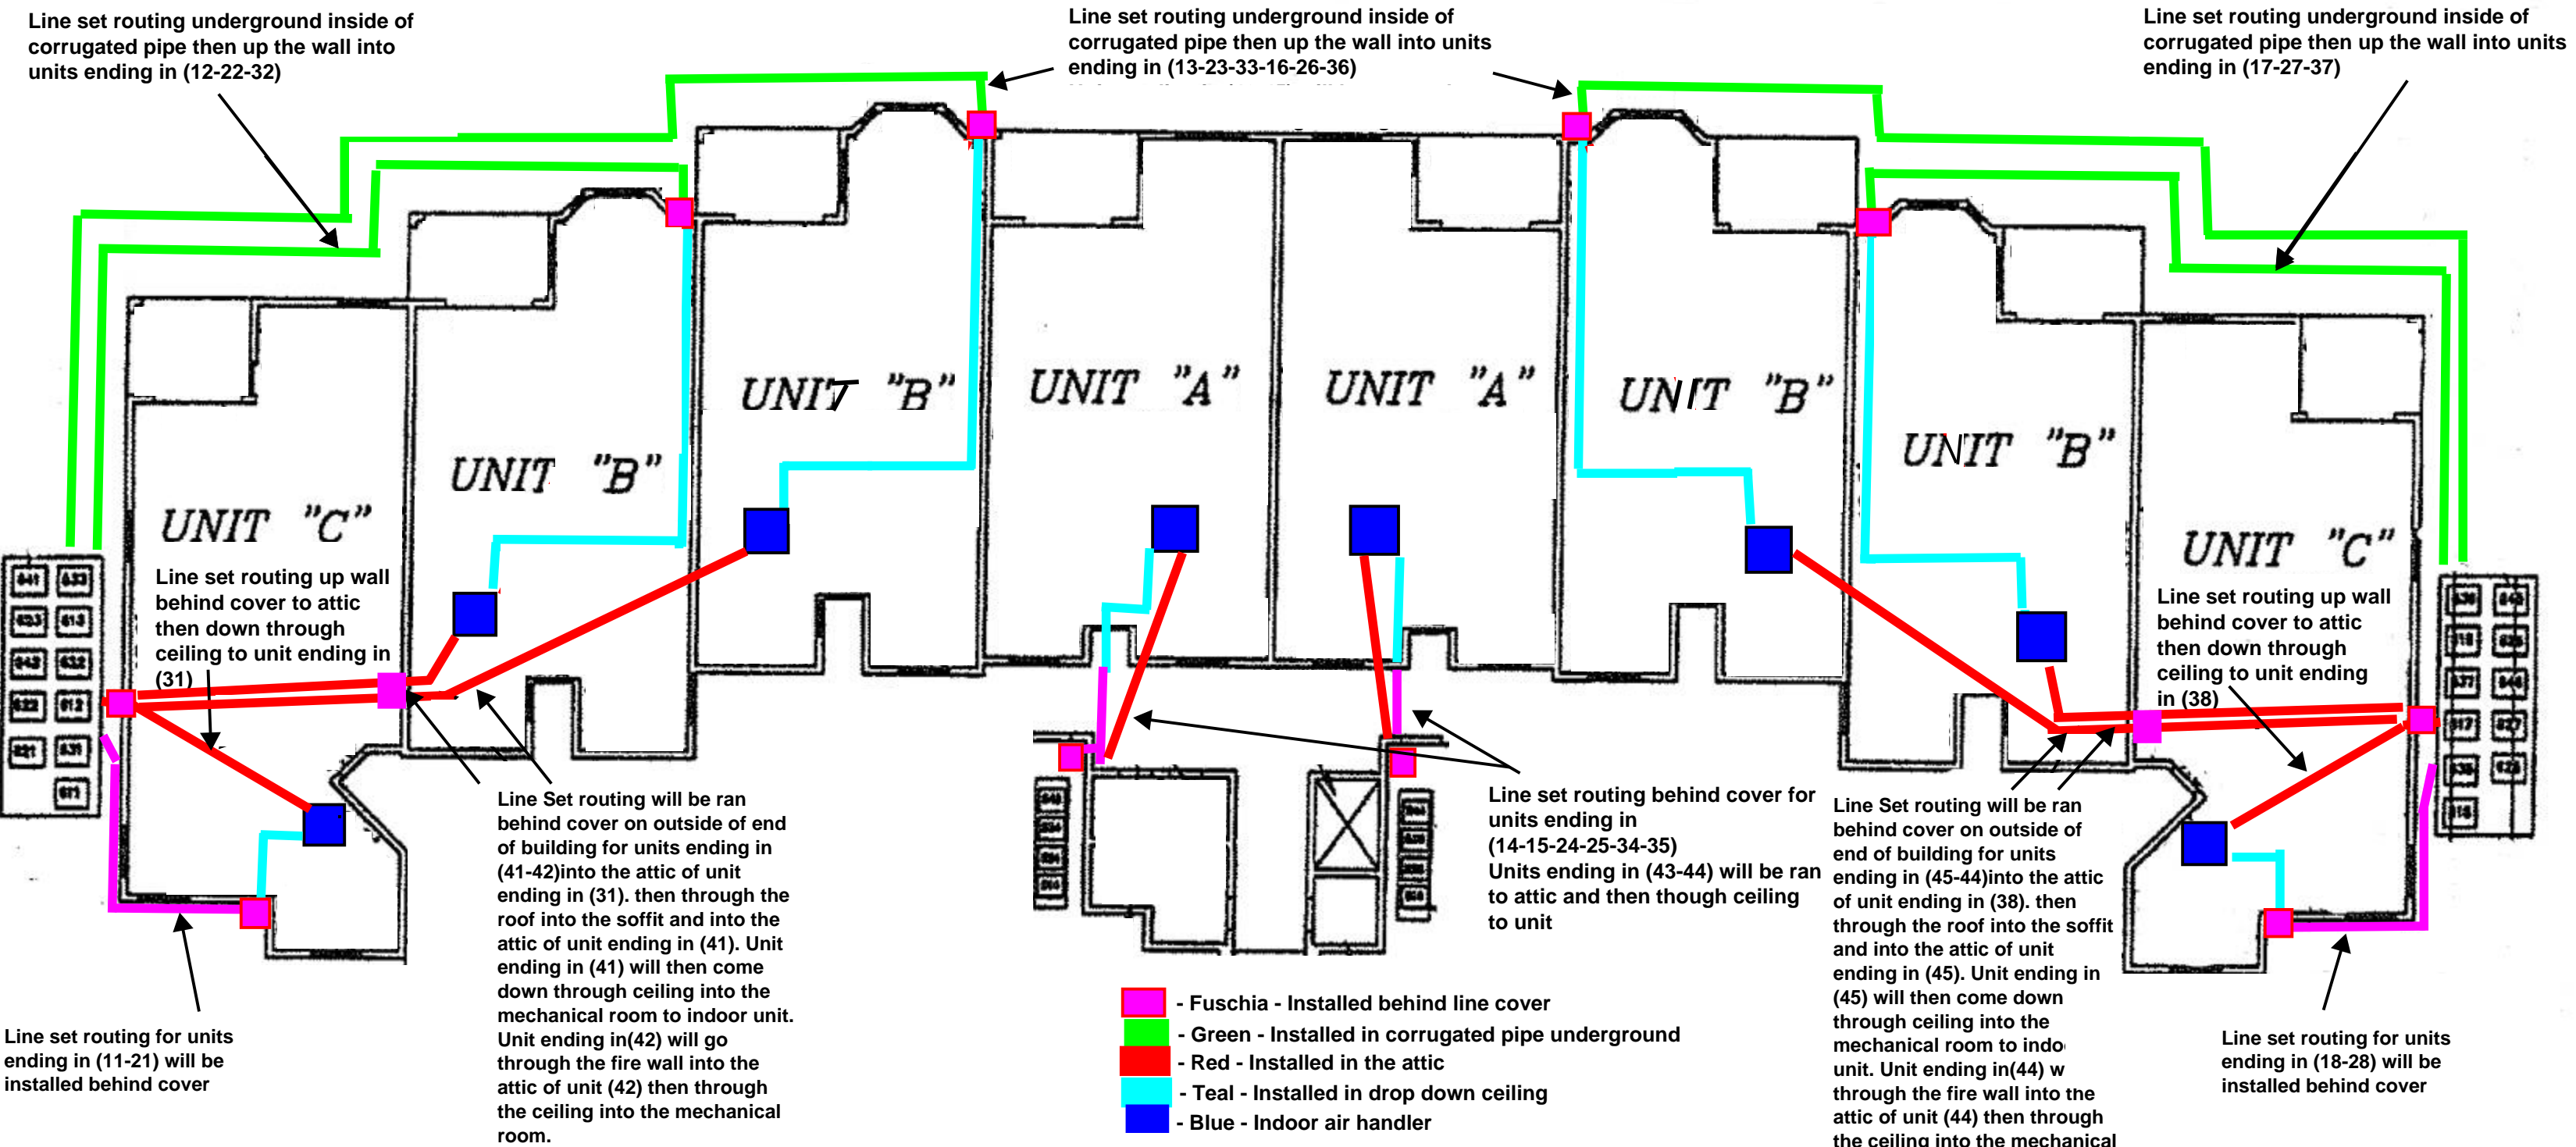 Line set routing underground inside of
corrugated pipe then up the wall into
units ending in (12-22-32)
Line set routing underground inside of
corrugated pipe then up the wall into units
ending in (13-23-33-16-26-36)
Line set routing underground inside of
corrugated pipe then up the wall into units
ending in (17-27-37)
UNIT "C"
UNIT "B"
UNIT "B"
UNIT "A"
UNIT "A"
UNIT "B"
UNIT "B"
UNIT "C"
Line set routing up wall
behind cover to attic
then down through
ceiling to unit ending in
(31)
Line set routing up wall
behind cover to attic
then down through
ceiling to unit ending
in (38)
Line Set routing will be ran
behind cover on outside of end
of building for units ending in
(41-42)into the attic of unit
ending in (31). then through the
roof into the soffit and into the
attic of unit ending in (41). Unit
ending in (41) will then come
down through ceiling into the
mechanical room to indoor unit.
Unit ending in(42) will go
through the fire wall into the
attic of unit (42) then through
the ceiling into the mechanical
room.
Line set routing behind cover for
units ending in
(14-15-24-25-34-35)
Units ending in (43-44) will be ran
to attic and then though ceiling
to unit
Line Set routing will be ran
behind cover on outside of
end of building for units
ending in (45-44)into the attic
of unit ending in (38). then
through the roof into the soffit
and into the attic of unit
ending in (45). Unit ending in
(45) will then come down
through ceiling into the
mechanical room to indo
unit. Unit ending in(44) w
through the fire wall into the
attic of unit (44) then through
the ceiling into the mechanical
Line set routing for units
ending in (11-21) will be
installed behind cover
Line set routing for units
ending in (18-28) will be
installed behind cover
- Fuschia - Installed behind line cover
- Green - Installed in corrugated pipe underground
- Red - Installed in the attic
- Teal - Installed in drop down ceiling
- Blue - Indoor air handler